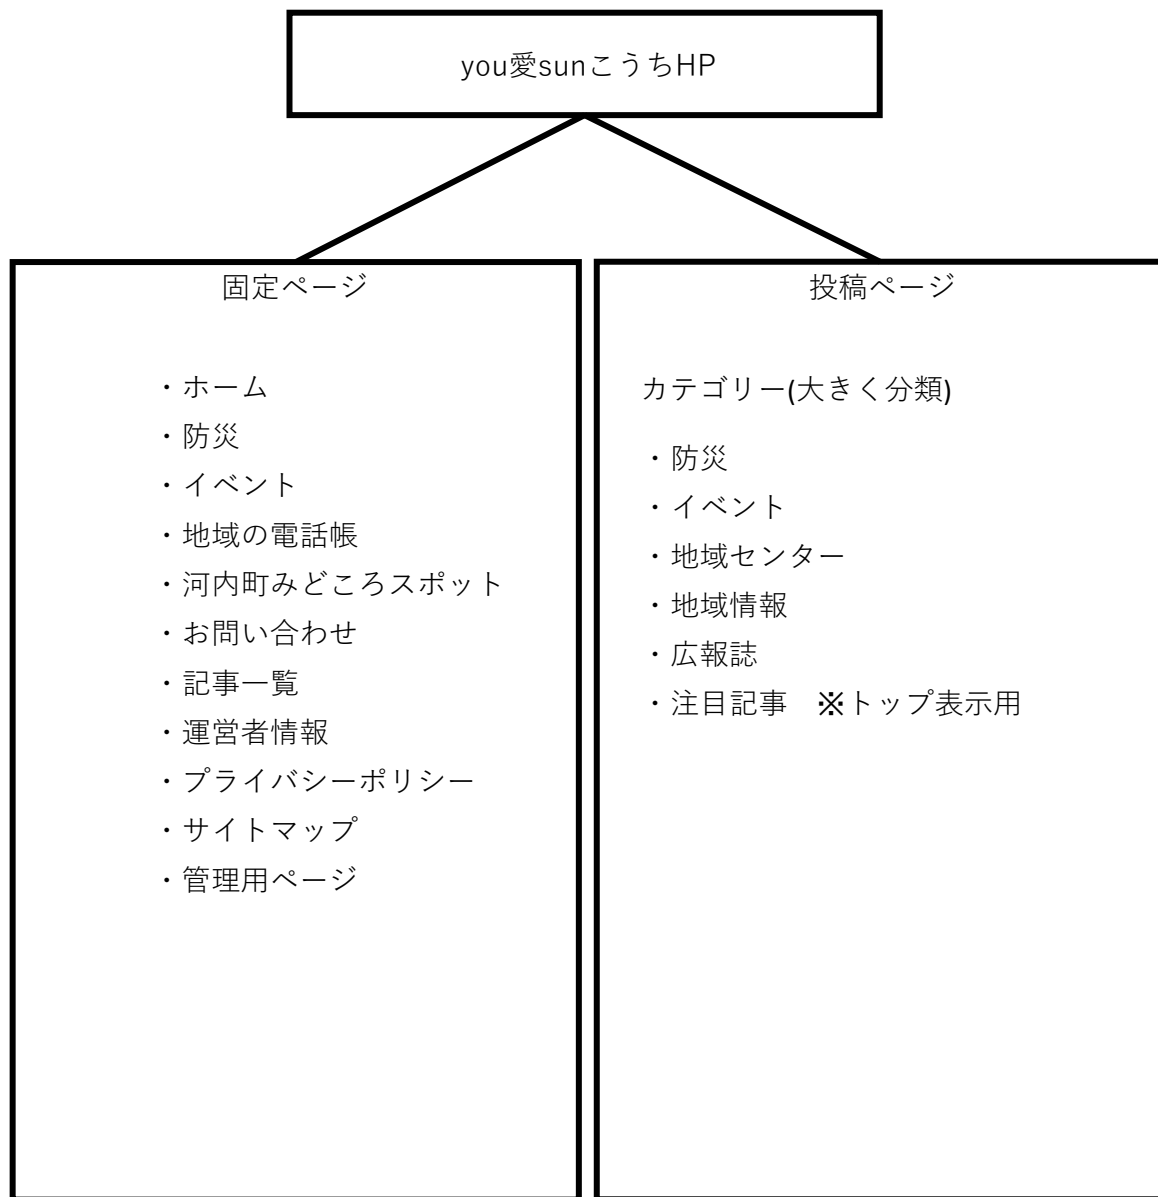 you愛sunこうちHP
固定ページ
・ホーム
・防災
・イベント
・地域の電話帳
・河内町みどころスポット
・お問い合わせ
・記事一覧
・運営者情報
・プライバシーポリシー
・サイトマップ
・管理用ページ
投稿ページ
カテゴリー(大きく分類)
・防災
・イベント
・地域センター
・地域情報
・広報誌
・注目記事　※トップ表示用